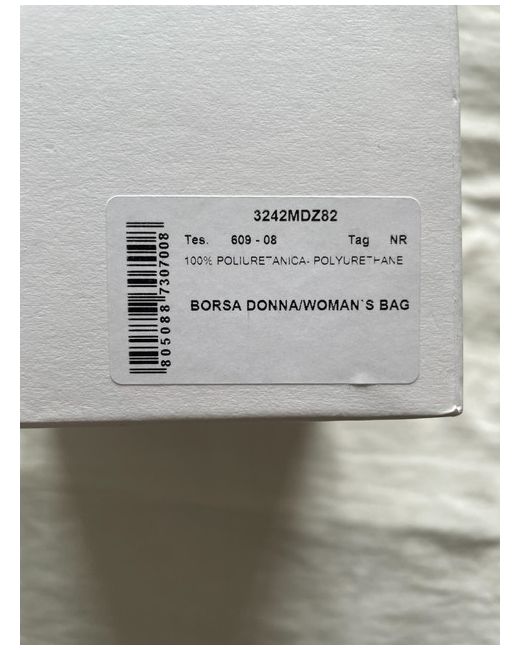 3242MDZ82
Tes. 609 - 08 Tag NR
100% POLIURETANICA- POLYURETHANE
BORSA DONNA/WOMAN`S BAG
8050887307008